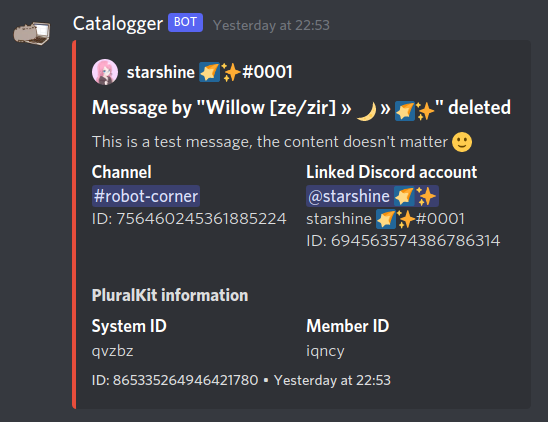 Catalogger BOT Yesterday at 22:53
starshine 🌠✨#0001
Message by "Willow [ze/zir] » 🌙 » 🌠✨" deleted
This is a test message, the content doesn't matter 🙂
Channel
#robot-corner
ID: 756460245361885224
Linked Discord account
@starshine 🌠✨
starshine 🌠✨#0001
ID: 694563574386786314
PluralKit information
System ID
qvzbz
Member ID
iqncy
ID: 865335264946421780 • Yesterday at 22:53